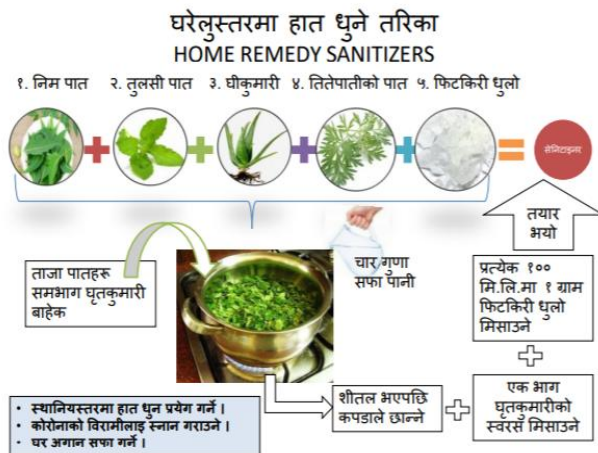 घरेलुस्तरमा हात धुने तरिका
HOME REMEDY SANITIZERS
१. निम पात २. तुलसी पात ३. घीकुमारी ४. तितेपातीको पात ५. फिटकिरी धुलो
सेनिटाइजर
ताजा पातहरू
समभाग घृतकुमारी
बाहेक
चार गुणा
सफा पानी
तयार
भयो
प्रत्येक १००
मि.लि.मा १ ग्राम
फिटकिरी धुलो
मिसाउने
शीतल भएपछि
कपडाले छान्ने
एक भाग
घृतकुमारीको
स्वरस मिसाउने
• स्थानियस्तरमा हात धुन प्रयेग गर्ने ।
• कोरोनाको विरामीलाइ स्नान गराउने ।
• घर अगान सफा गर्ने ।